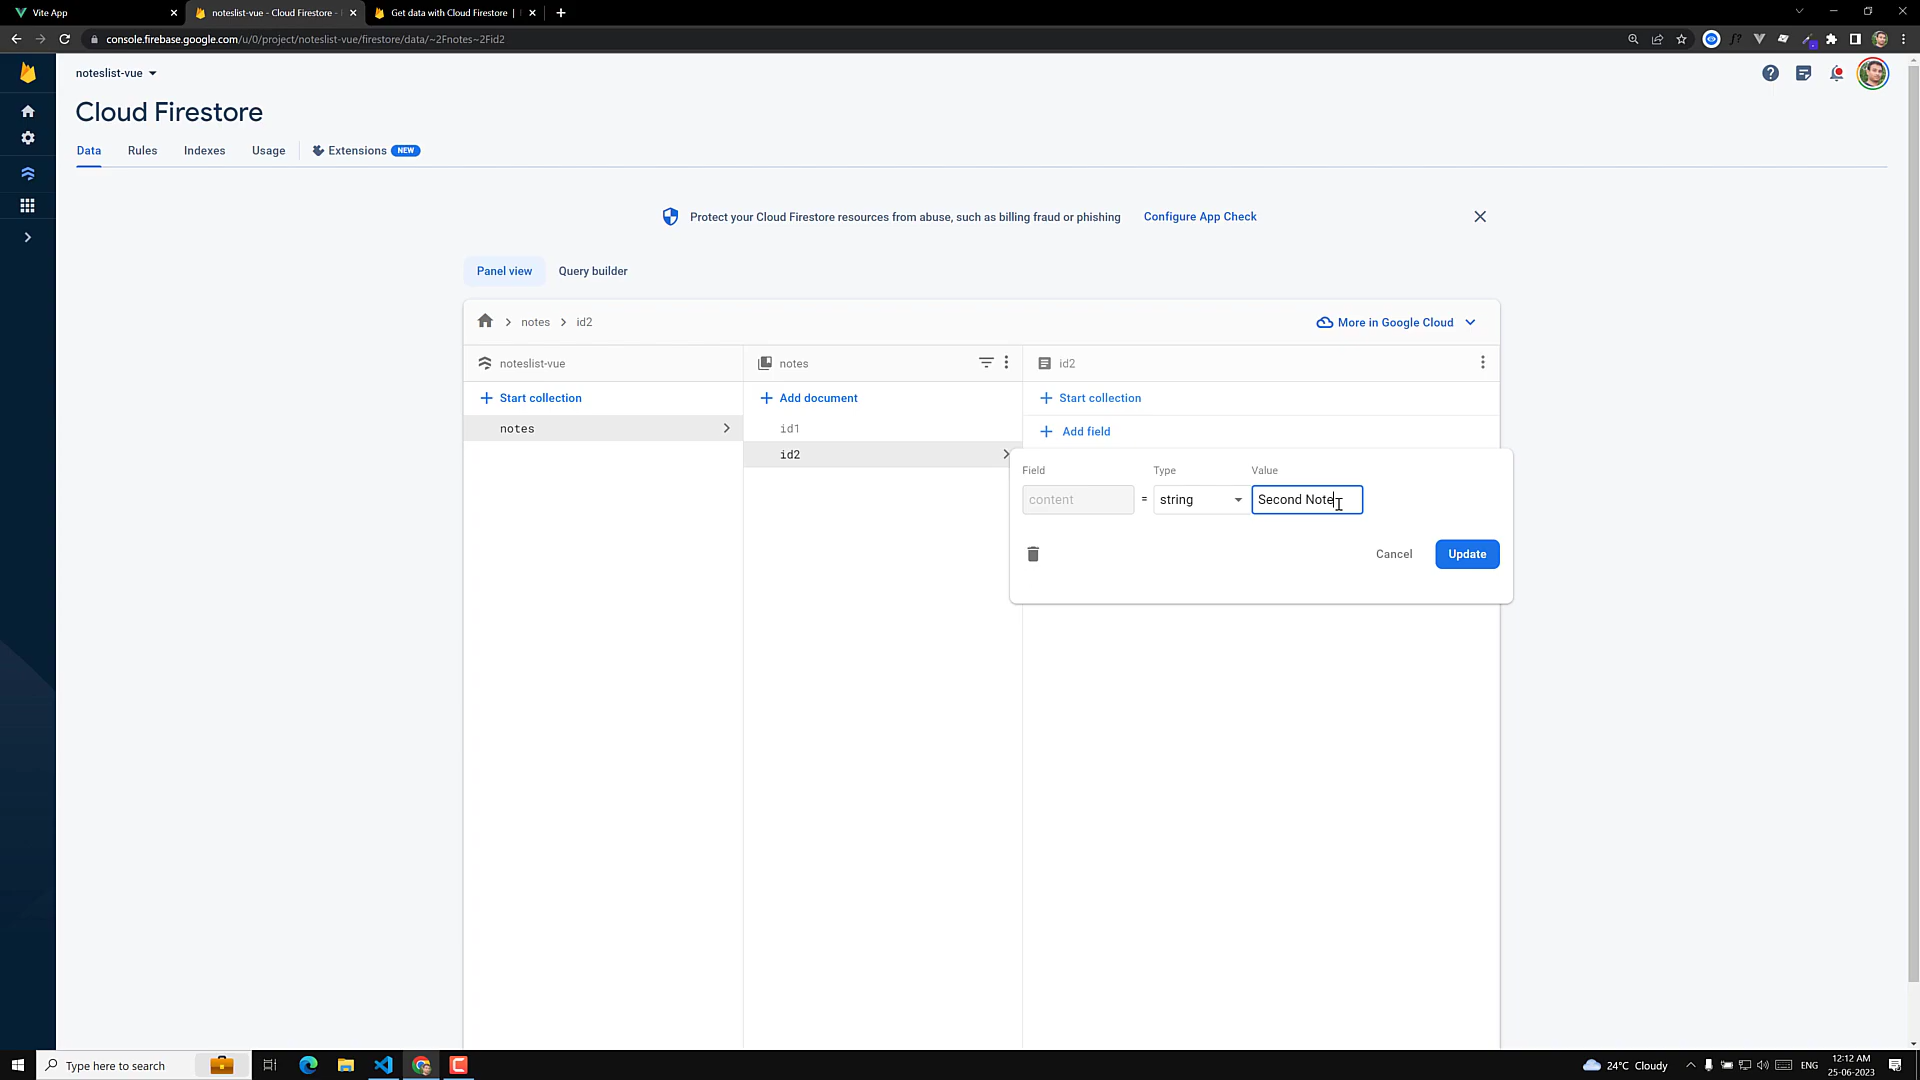 Vite App
noteslist-vue - Cloud Firestore -
Get data with Cloud Firestore |
console.firebase.google.com/u/0/project/noteslist-vue/firestore/data/~2Fnotes~2Fid2
noteslist-vue
Cloud Firestore
Data Rules Indexes Usage Extensions NEW
Protect your Cloud Firestore resources from abuse, such as billing fraud or phishing Configure App Check
Panel view Query builder
notes id2 More in Google Cloud
noteslist-vue notes id2
Start collection Add document Start collection
notes id1 Add field
id2
Field Type Value
content = string Second Note
Cancel Update
Type here to search
24°C Cloudy
ENG
12:12 AM
25-06-2023